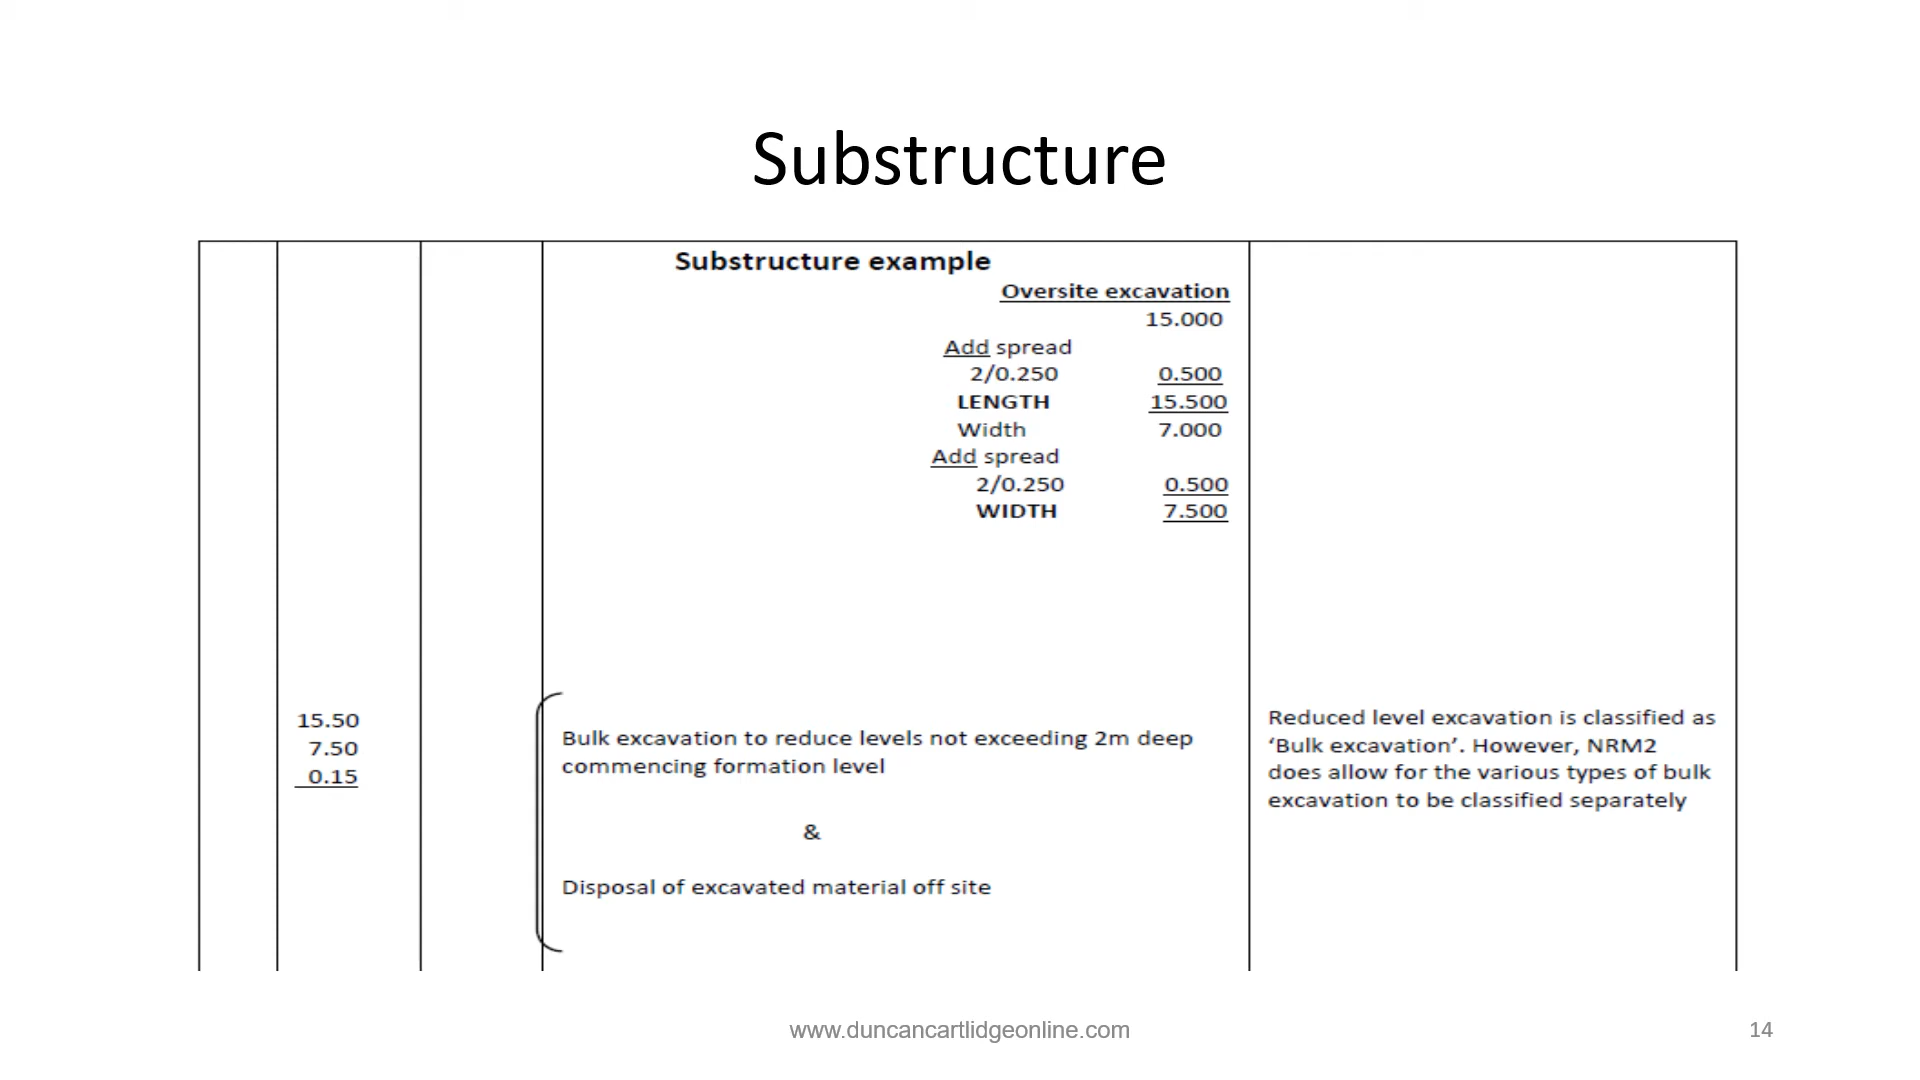 Substructure
Substructure example
Oversite excavation
15.000
Add spread
2/0.250 0.500
LENGTH 15.500
Width 7.000
Add spread
2/0.250 0.500
WIDTH 7.500
15.50
7.50
0.15
Bulk excavation to reduce levels not exceeding 2m deep
commencing formation level
&
Disposal of excavated material off site
Reduced level excavation is classified as
‘Bulk excavation’. However, NRM2
does allow for the various types of bulk
excavation to be classified separately
www.duncancartlidgeonline.com
14